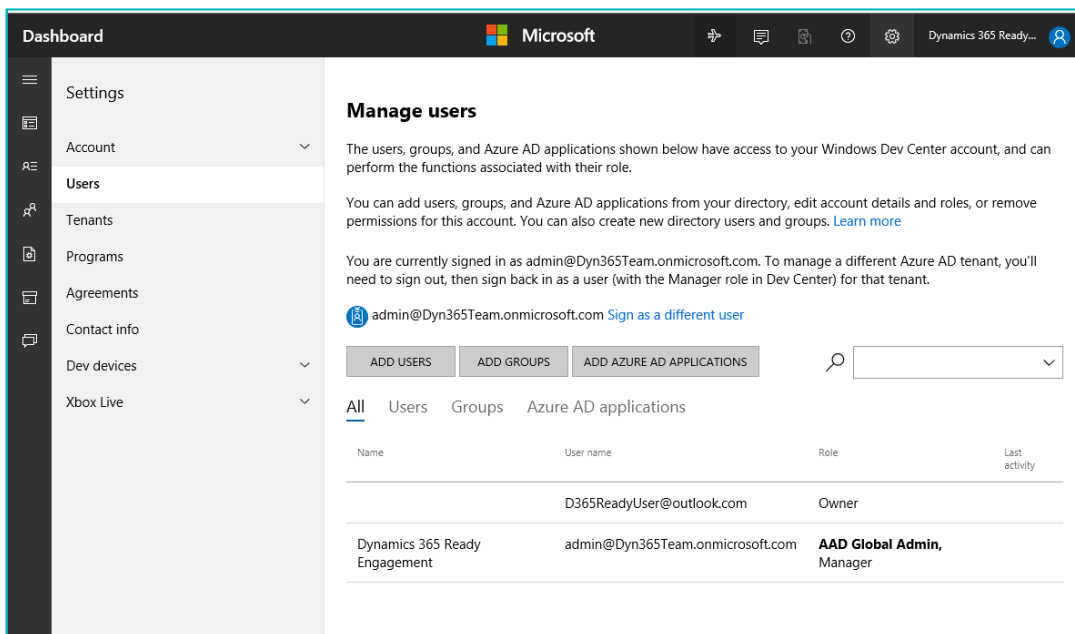 Dashboard
Microsoft
Dynamics 365 Ready...
Settings
Account
Users
Tenants
Programs
Agreements
Contact info
Dev devices
Xbox Live
Manage users
The users, groups, and Azure AD applications shown below have access to your Windows Dev Center account, and can
perform the functions associated with their role.
You can add users, groups, and Azure AD applications from your directory, edit account details and roles, or remove
permissions for this account. You can also create new directory users and groups. Learn more
You are currently signed in as admin@Dyn365Team.onmicrosoft.com. To manage a different Azure AD tenant, you'll
need to sign out, then sign back in as a user (with the Manager role in Dev Center) for that tenant.
admin@Dyn365Team.onmicrosoft.com Sign as a different user
ADD USERS ADD GROUPS ADD AZURE AD APPLICATIONS
All Users Groups Azure AD applications
Name User name Role Last
activity
D365ReadyUser@outlook.com Owner
Dynamics 365 Ready admin@Dyn365Team.onmicrosoft.com AAD Global Admin,
Engagement Manager